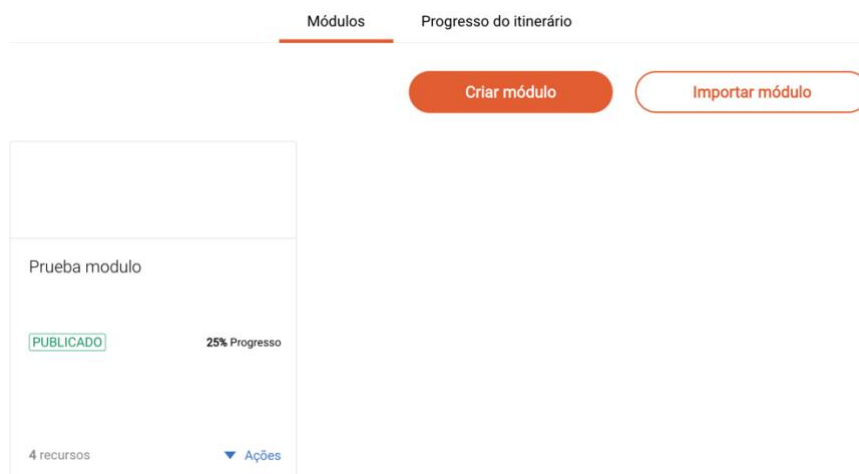 Módulos Progresso do itinerário
Criar módulo Importar módulo
Prueba modulo
PUBLICADO 25% Progresso
4 recursos Ações